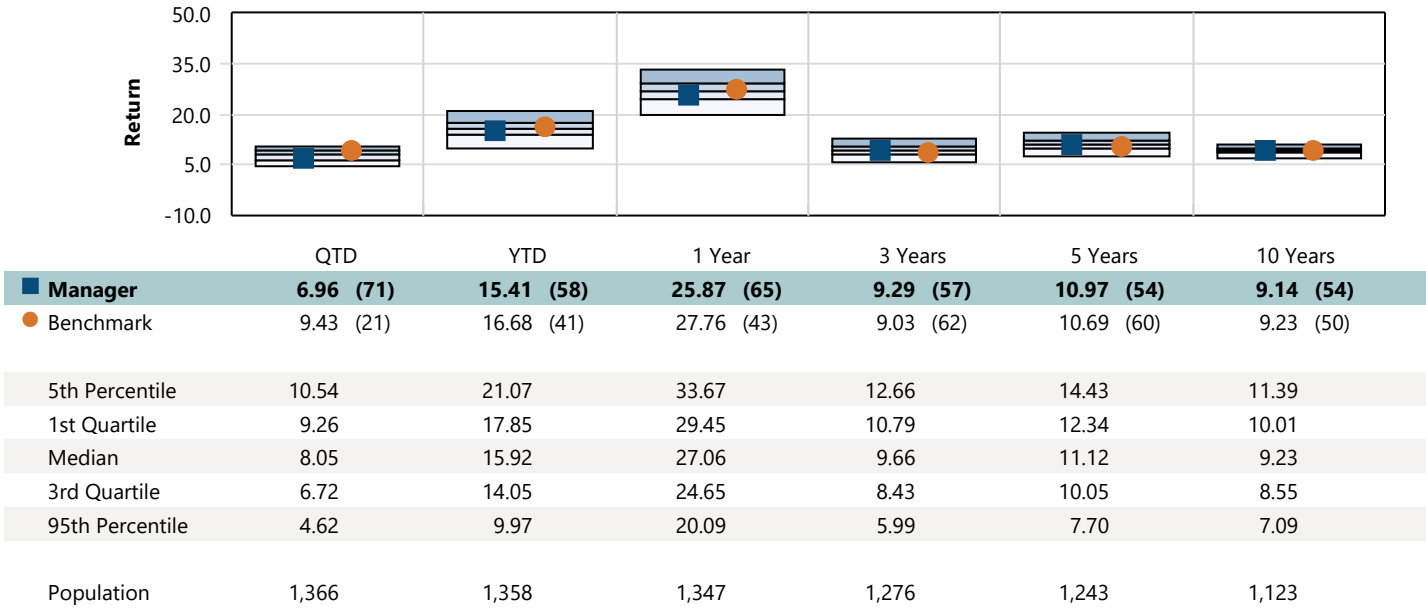 50.0
35.0
20.0
5.0
-10.0
Return
QTD YTD 1 Year 3 Years 5 Years 10 Years
Manager 6.96 (71) 15.41 (58) 25.87 (65) 9.29 (57) 10.97 (54) 9.14 (54)
Benchmark 9.43 (21) 16.68 (41) 27.76 (43) 9.03 (62) 10.69 (60) 9.23 (50)
5th Percentile 10.54 21.07 33.67 12.66 14.43 11.39
1st Quartile 9.26 17.85 29.45 10.79 12.34 10.01
Median 8.05 15.92 27.06 9.66 11.12 9.23
3rd Quartile 6.72 14.05 24.65 8.43 10.05 8.55
95th Percentile 4.62 9.97 20.09 5.99 7.70 7.09
Population 1,366 1,358 1,347 1,276 1,243 1,123